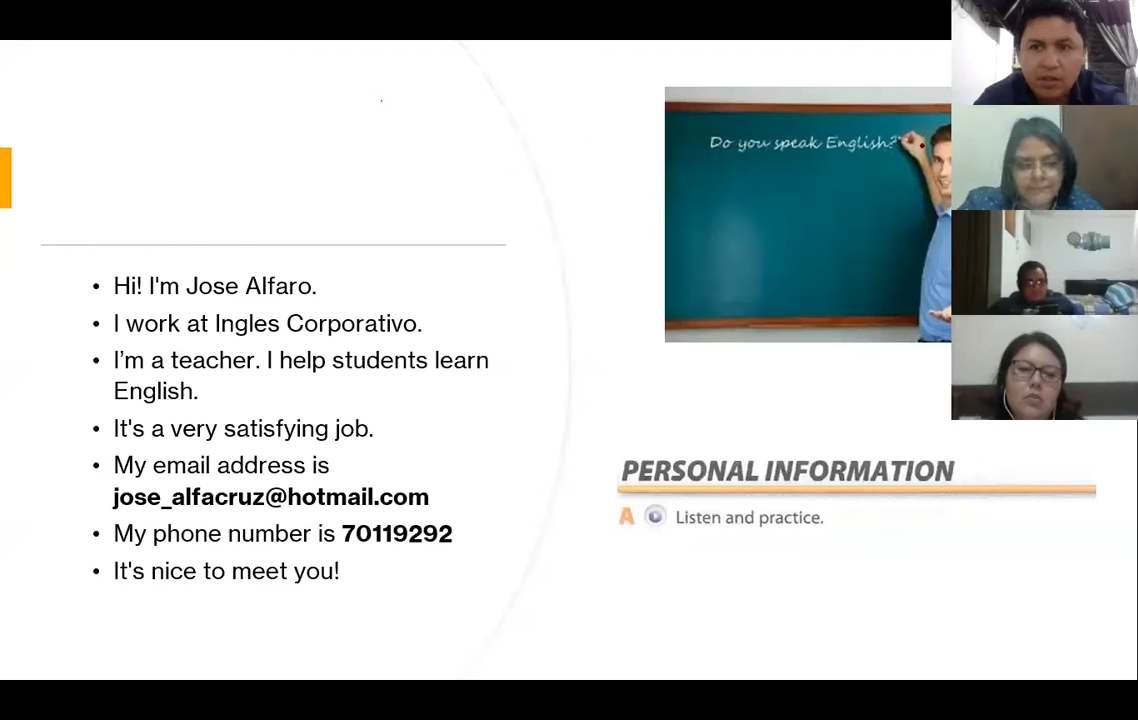 Do you speak English?
• Hi! I'm Jose Alfaro.
• I work at Ingles Corporativo.
• I’m a teacher. I help students learn
English.
• It's a very satisfying job.
• My email address is
jose_alfacruz@hotmail.com
• My phone number is 70119292
• It's nice to meet you!
PERSONAL INFORMATION
A Listen and practice.